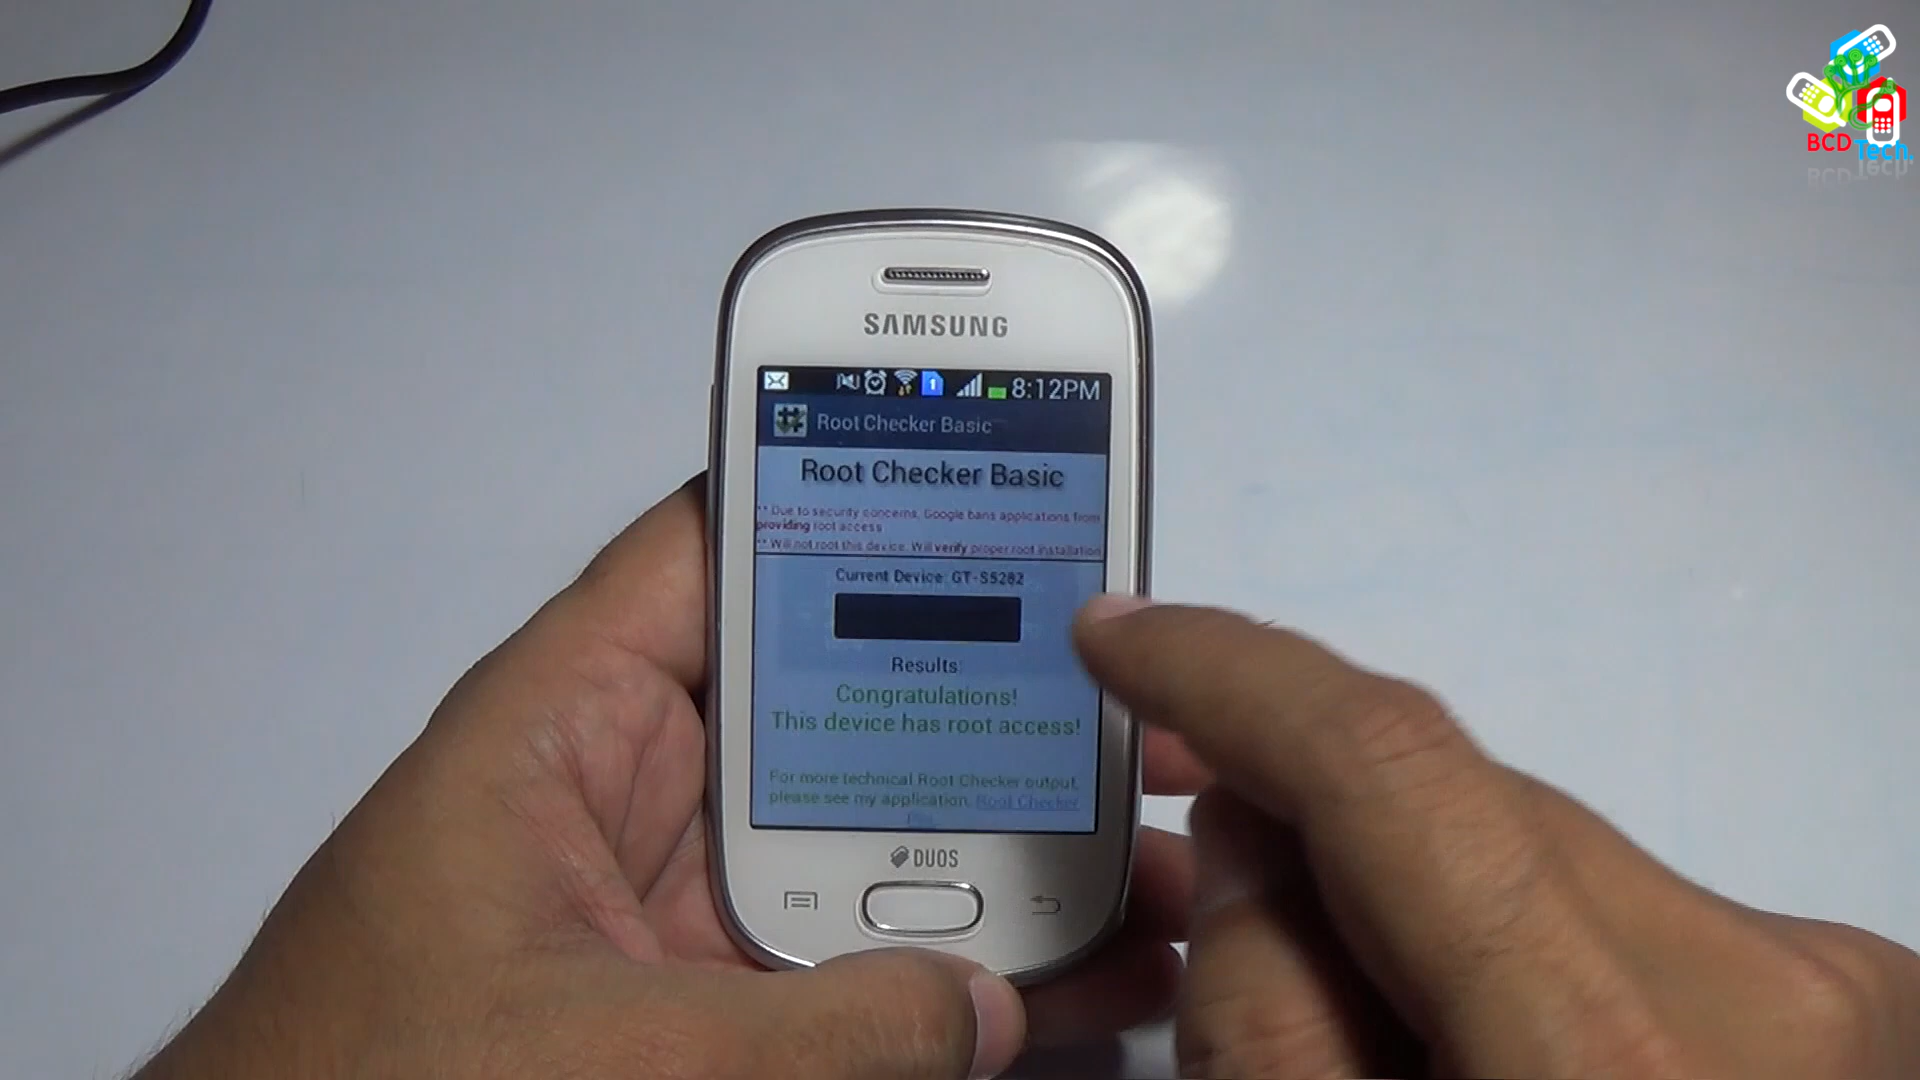 BCD
Tech.
SAMSUNG
1
8:12PM
Root Checker Basic
Root Checker Basic
** Due to security concerns, Google bans applications from
providing root access
** Will not root this device. Will verify proper root installation
Current Device: GT-S5282
Results:
Congratulations!
This device has root access!
For more technical Root Checker output,
please see my application, Root Checker
DUOS